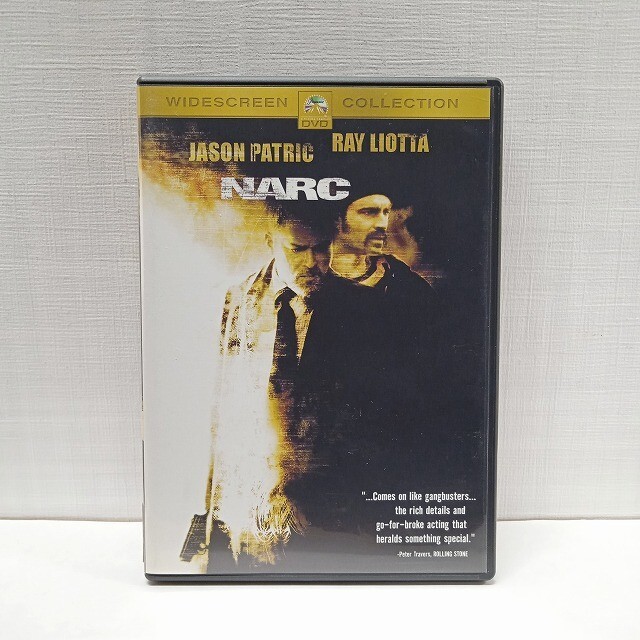 WIDESCREEN COLLECTION
DVD
JASON PATRIC RAY LIOTTA
NARC
"...Comes on like gangbusters...
the rich details and
go-for-broke acting that
heralds something special."
-Peter Travers, ROLLING STONE